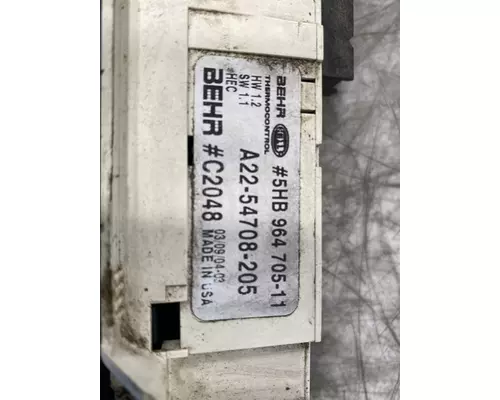 BEHR HELLA #5HB 964 705-11
THERMOCONTROL
HW 1.2
SW 1.1 A22-54708-205
#HEC
BEHR #C2048 03/09/04-02
MADE IN USA